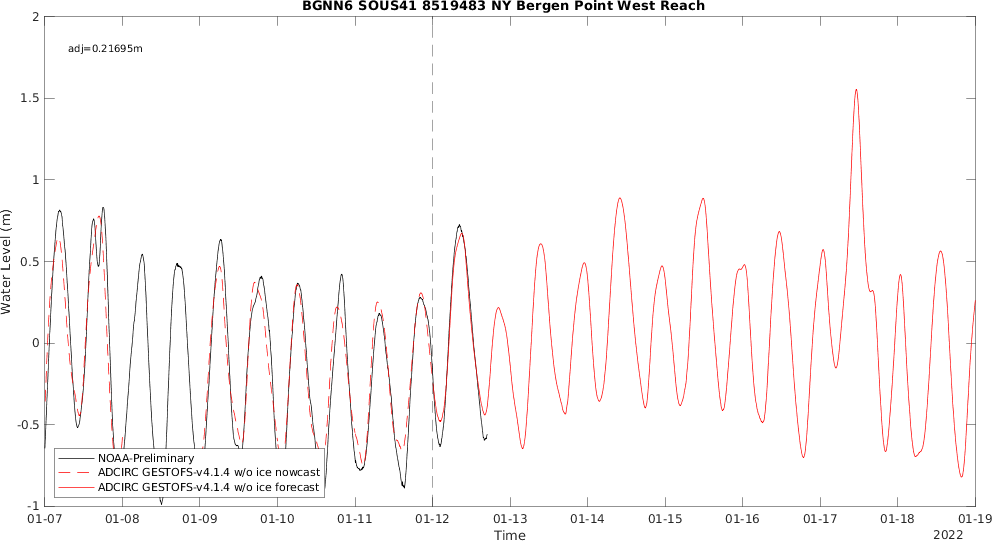 BGNN6 SOUS41 8519483 NY Bergen Point West Reach
adj=0.21695m
2
1.5
1
0.5
0
-0.5
-1
Water Level (m)
NOAA-Preliminary
ADCIRC GESTOFS-v4.1.4 w/o ice nowcast
ADCIRC GESTOFS-v4.1.4 w/o ice forecast
01-07 01-08 01-09 01-10 01-11 01-12 01-13 01-14 01-15 01-16 01-17 01-18 01-19
Time
2022